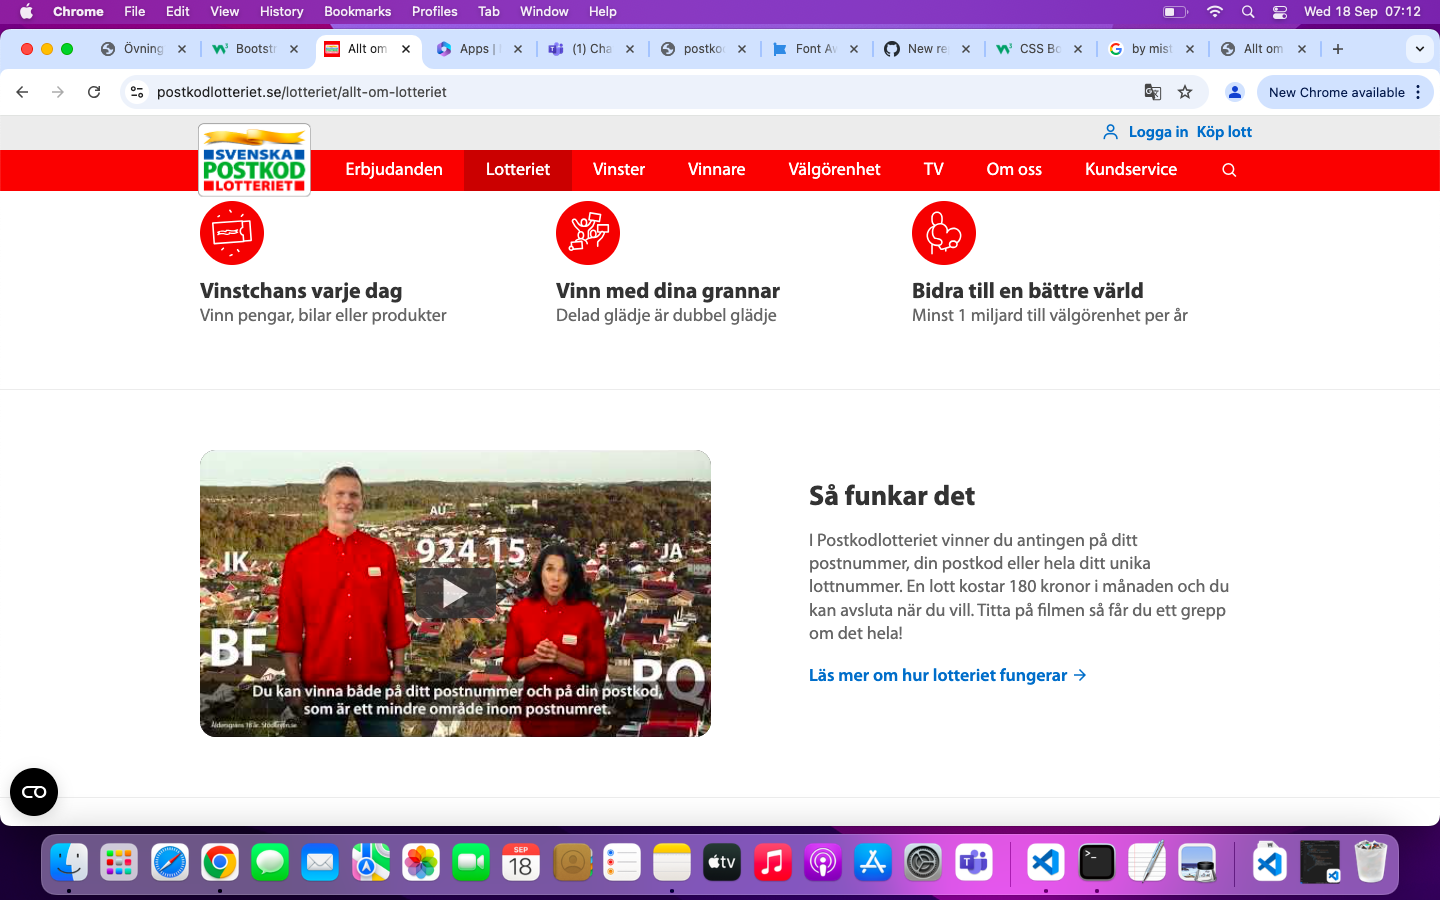 Chrome File Edit View History Bookmarks Profiles Tab Window Help Wed 18 Sep 07:12
Övning Bootstr Allt om Apps | (1) Cha postko Font Aw New re CSS Bo by mist Allt om
postkodlotteriet.se/lotteriet/allt-om-lotteriet New Chrome available
Logga in Köp lott
SVENSKA
POSTKOD
LOTTERIET
Erbjudanden Lotteriet Vinster Vinnare Välgörenhet TV Om oss Kundservice
Vinstchans varje dag
Vinn pengar, bilar eller produkter
Vinn med dina grannar
Delad glädje är dubbel glädje
Bidra till en bättre värld
Minst 1 miljard till välgörenhet per år
AU
IK
924 15
JA
BF
BQ
Du kan vinna både på ditt postnummer och på din postkod,
som är ett mindre område inom postnumret.
Åldersgräns 18 år. Stödlinjen.se
Så funkar det
I Postkodlotteriet vinner du antingen på ditt
postnummer, din postkod eller hela ditt unika
lottnummer. En lott kostar 180 kronor i månaden och du
kan avsluta när du vill. Titta på filmen så får du ett grepp
om det hela!
Läs mer om hur lotteriet fungerar →
SEP
18
tv